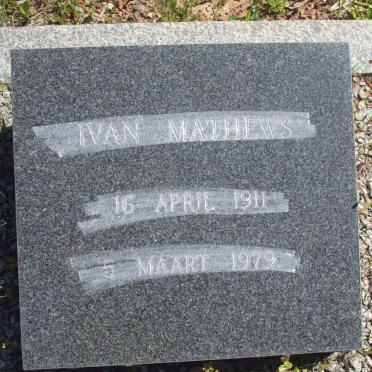 IVAN MATHEWS
16 APRIL 1911
5 MAART 1979